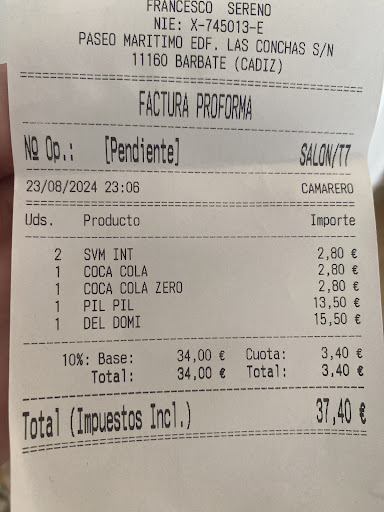 FRANCESCO SERENO
NIE: X-745013-E
PASEO MARITIMO EDF. LAS CONCHAS S/N
11160 BARBATE (CADIZ)
FACTURA PROFORMA
Nº Op.: [Pendiente] SALON/T7
23/08/2024 23:06 CAMARERO
Uds. Producto Importe
2 SVM INT 2,80 €
1 COCA COLA 2,80 €
1 COCA COLA ZERO 2,80 €
1 PIL PIL 13,50 €
1 DEL DOMI 15,50 €
10%: Base: 34,00 € Cuota: 3,40 €
Total: 34,00 € Total: 3,40 €
Total (Impuestos Incl.) 37,40 €